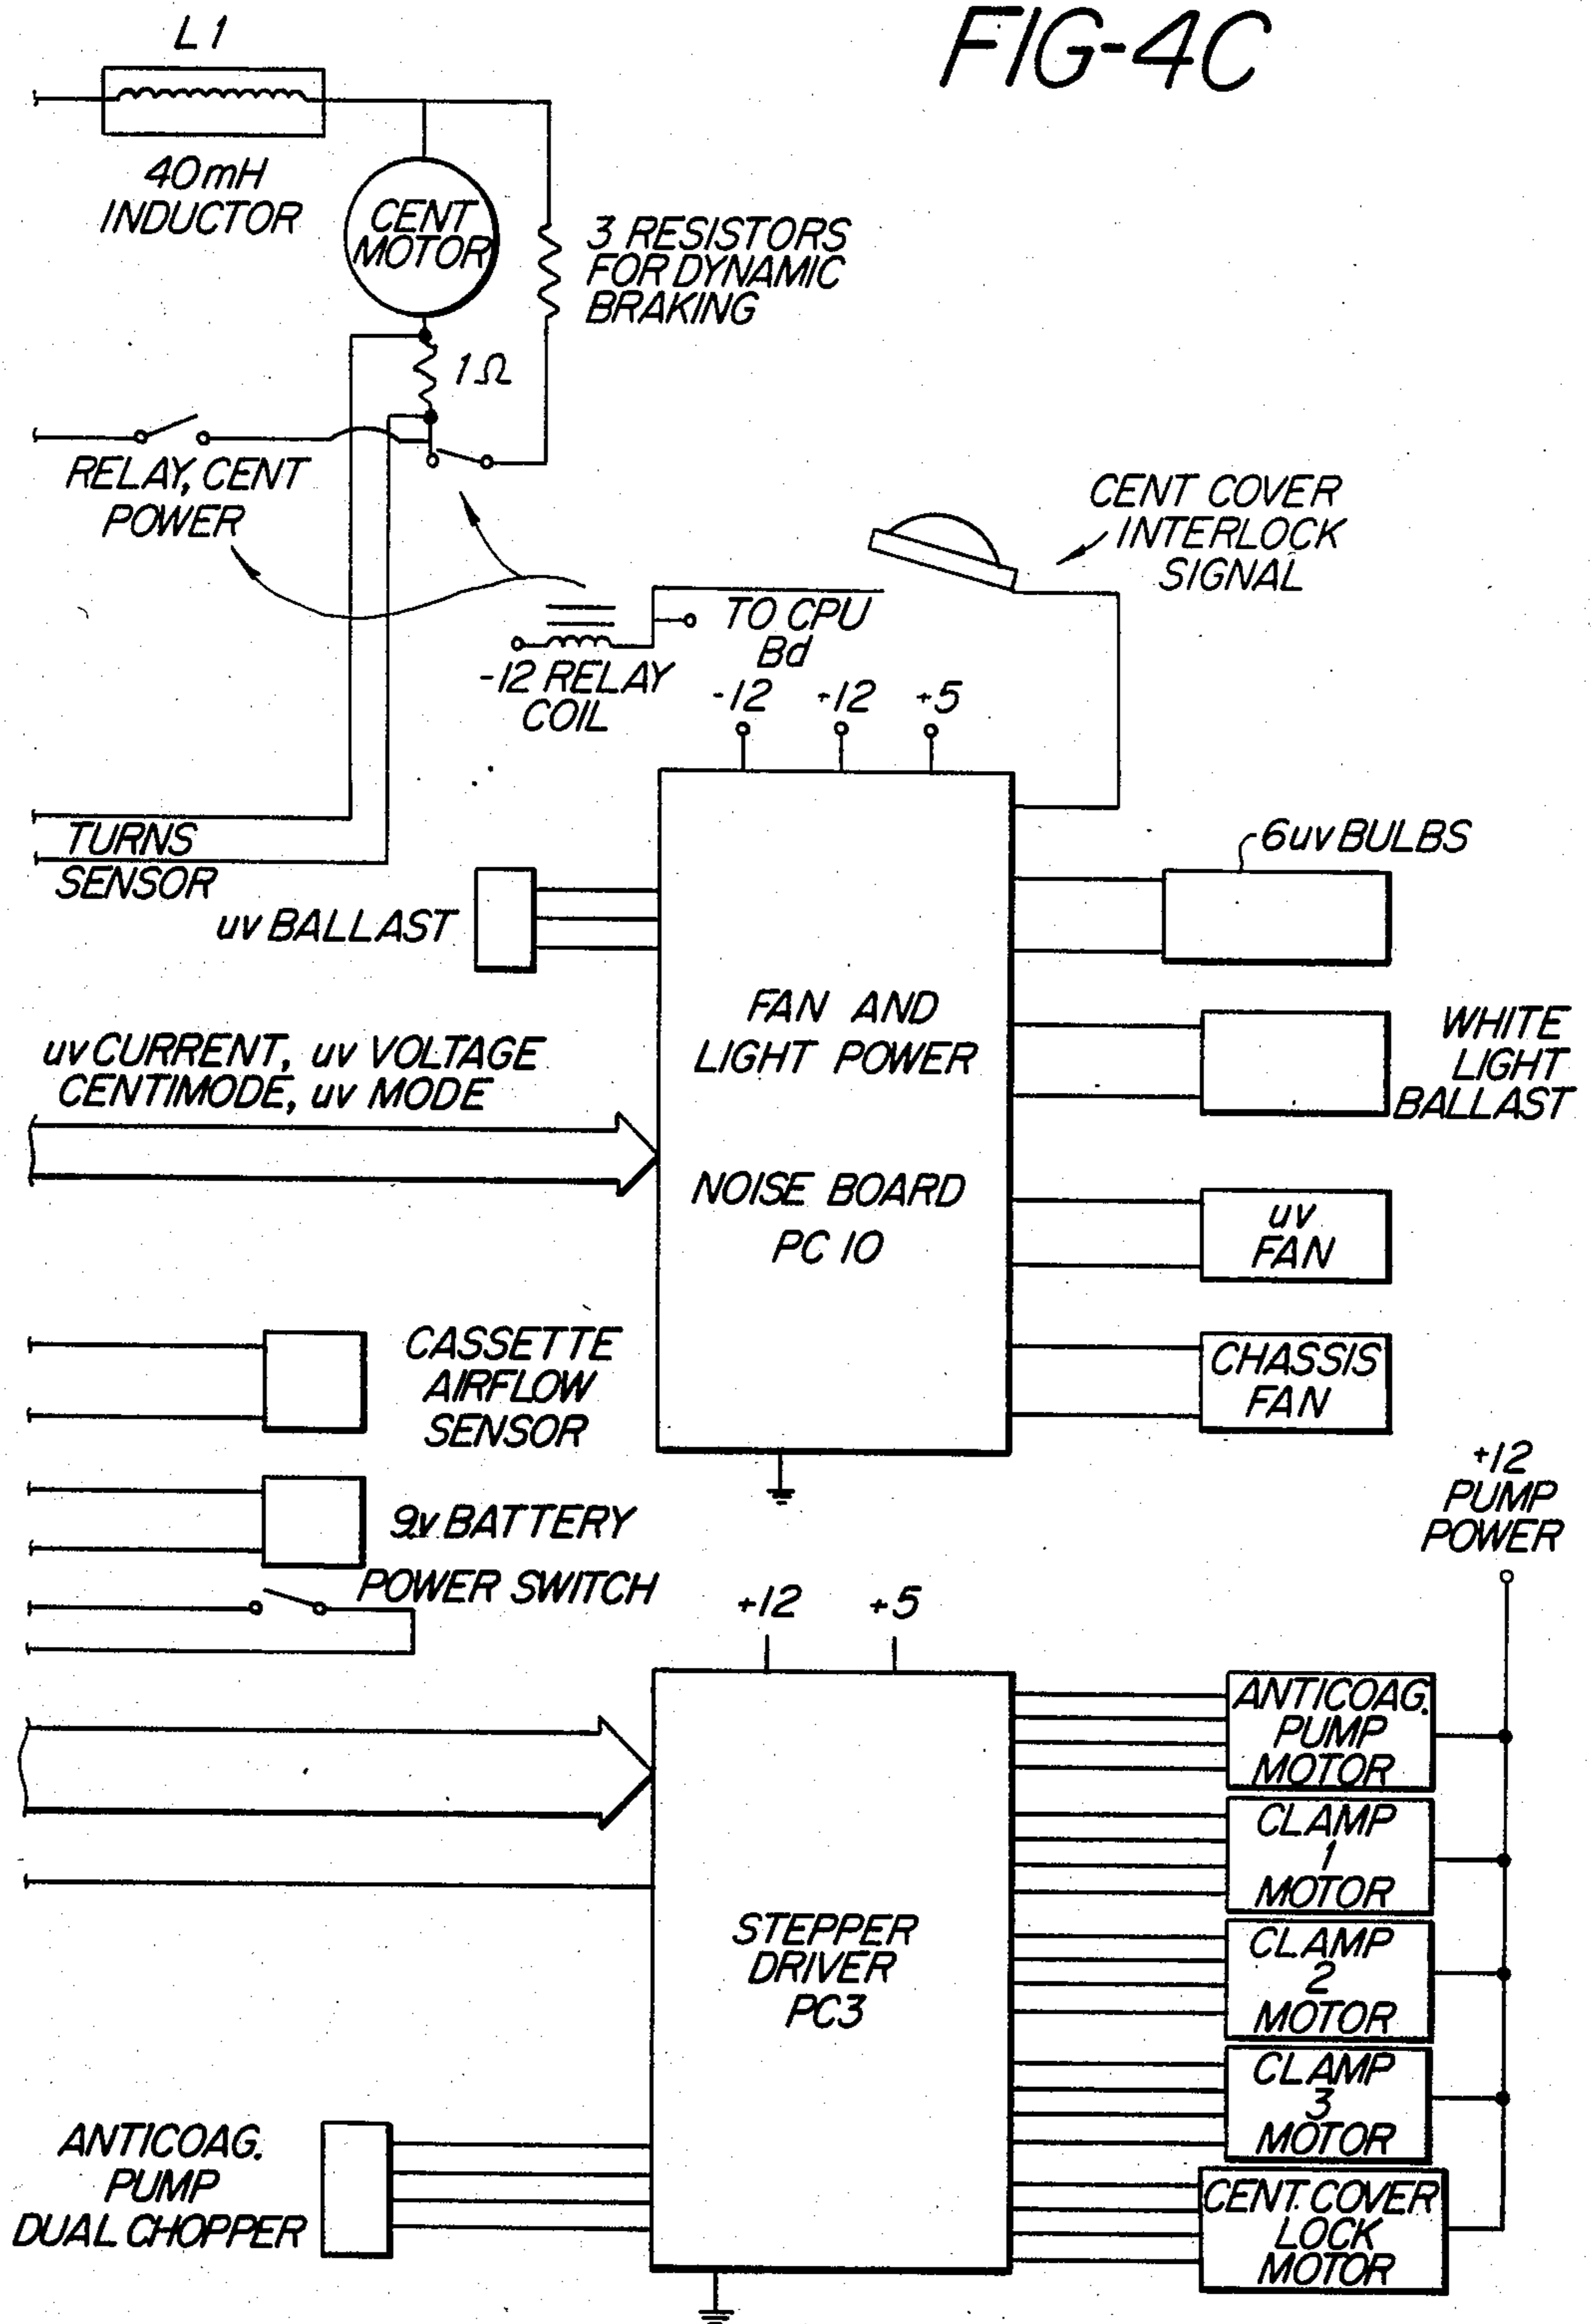 FIG-4C
L1
40mH
INDUCTOR
CENT
MOTOR
3 RESISTORS
FOR DYNAMIC
BRAKING
1Ω
RELAY, CENT
POWER
CENT COVER
INTERLOCK
SIGNAL
TO CPU
Bd
-12 RELAY
COIL
-12 +12 +5
TURNS
SENSOR
6uv BULBS
uv BALLAST
FAN AND
LIGHT POWER
NOISE BOARD
PC 10
WHITE
LIGHT
BALLAST
uv CURRENT, uv VOLTAGE
CENTIMODE, uv MODE
uv
FAN
CASSETTE
AIRFLOW
SENSOR
CHASSIS
FAN
9v BATTERY
POWER SWITCH
+12
PUMP
POWER
+12 +5
STEPPER
DRIVER
PC3
ANTICOAG.
PUMP
MOTOR
CLAMP
1
MOTOR
CLAMP
2
MOTOR
CLAMP
3
MOTOR
CENT. COVER
LOCK
MOTOR
ANTICOAG.
PUMP
DUAL CHOPPER